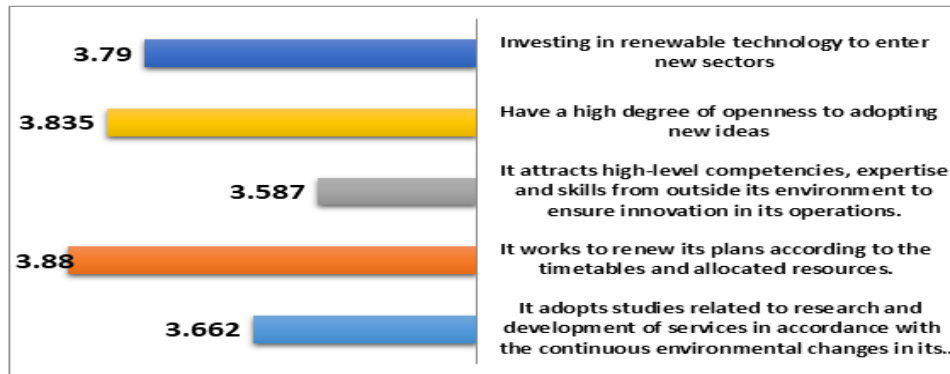 3.79
Investing in renewable technology to enter
new sectors
3.835
Have a high degree of openness to adopting
new ideas
3.587
It attracts high-level competencies, expertise
and skills from outside its environment to
ensure innovation in its operations.
3.88
It works to renew its plans according to the
timetables and allocated resources.
3.662
It adopts studies related to research and
development of services in accordance with
the continuous environmental changes in its..